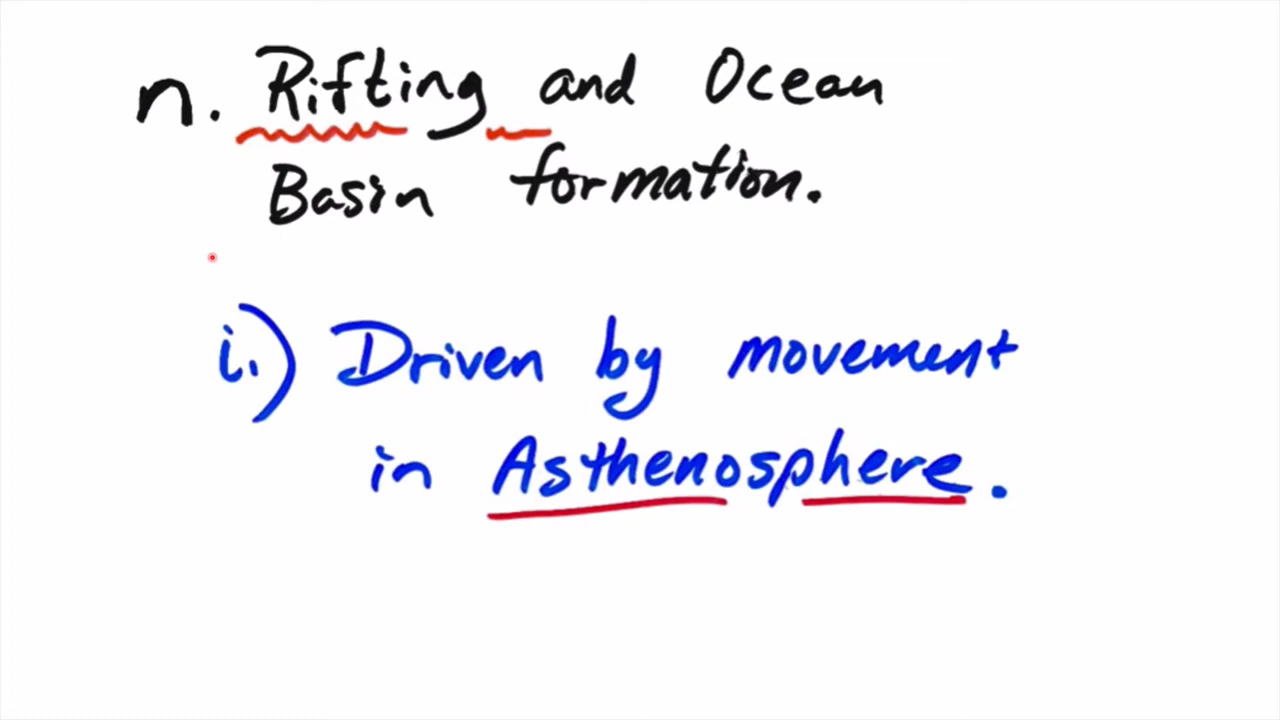 n. Rifting and Ocean
Basin formation.
i.) Driven by movement
in Asthenosphere.